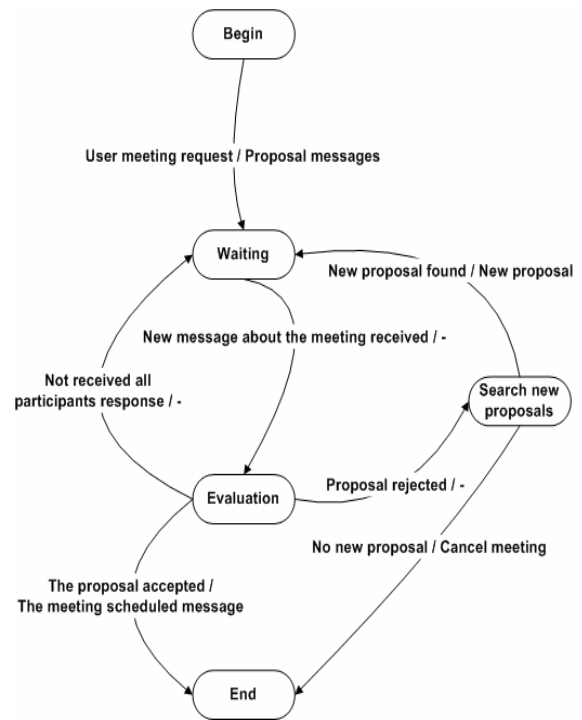 Begin
User meeting request / Proposal messages
Waiting
New proposal found / New proposal
New message about the meeting received / -
Not received all
participants response / -
Search new
proposals
Evaluation
Proposal rejected / -
No new proposal / Cancel meeting
The proposal accepted /
The meeting scheduled message
End